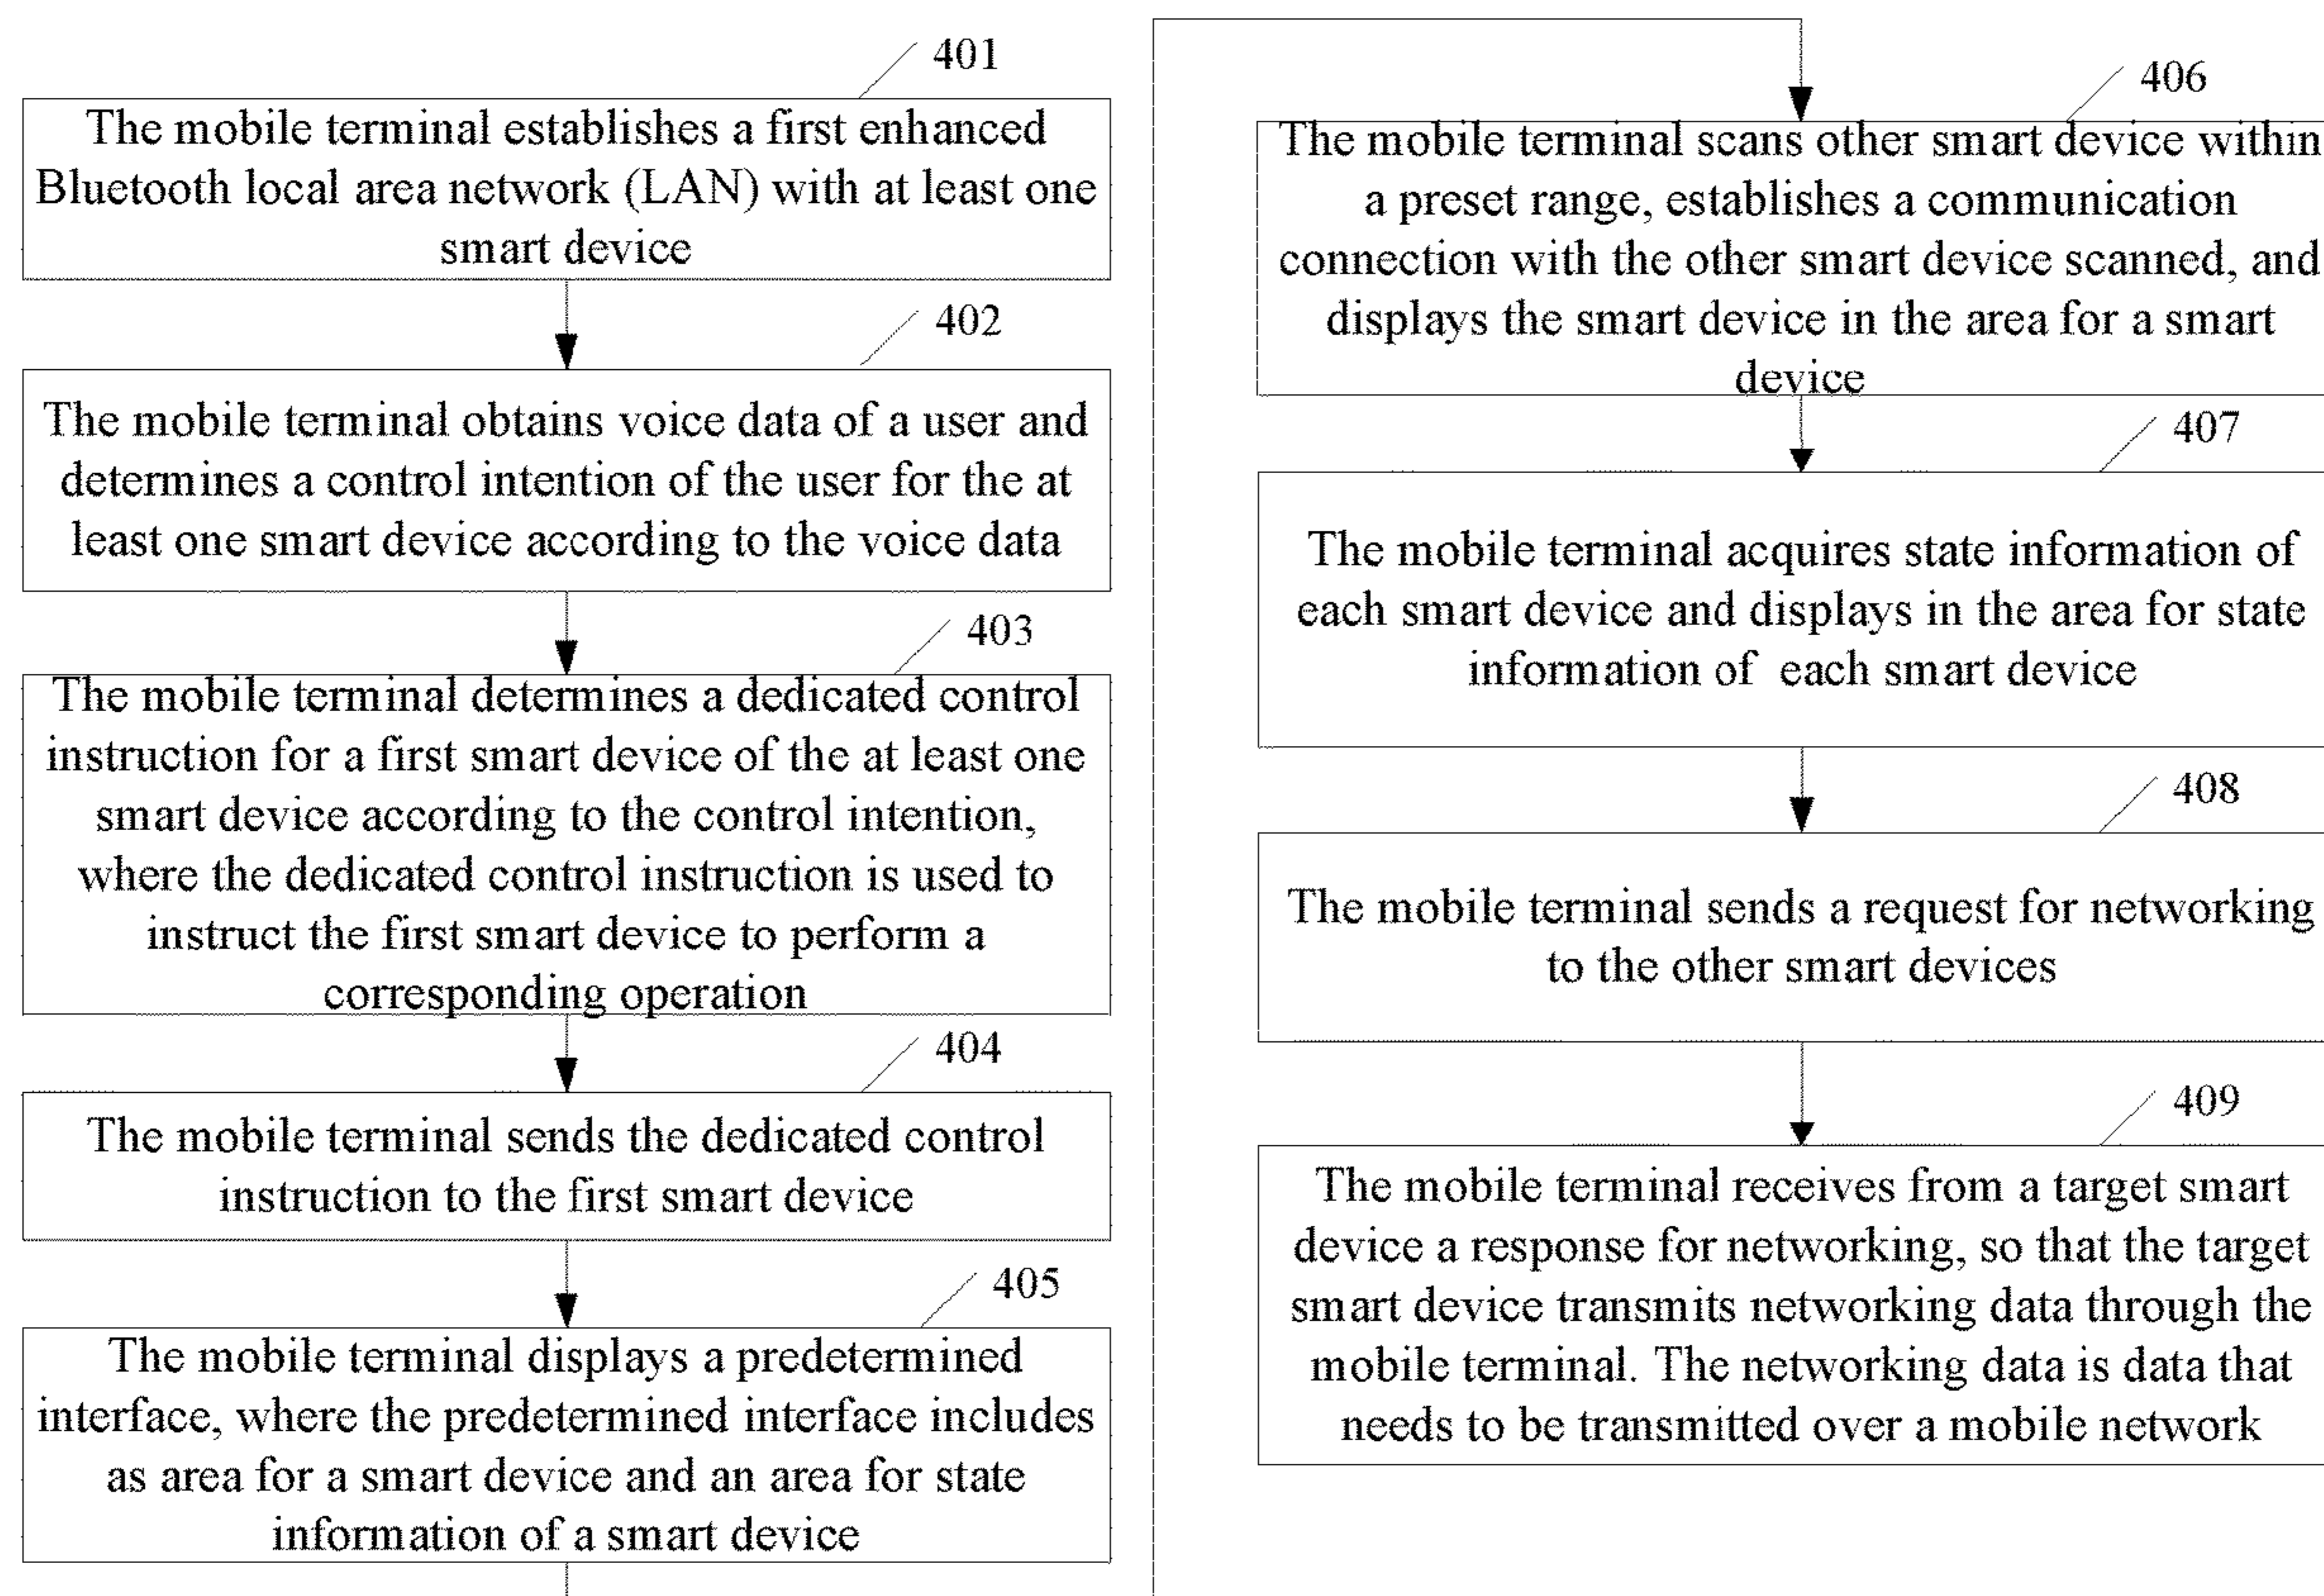 401
The mobile terminal establishes a first enhanced
Bluetooth local area network (LAN) with at least one
smart device
402
The mobile terminal obtains voice data of a user and
determines a control intention of the user for the at
least one smart device according to the voice data
403
The mobile terminal determines a dedicated control
instruction for a first smart device of the at least one
smart device according to the control intention,
where the dedicated control instruction is used to
instruct the first smart device to perform a
corresponding operation
404
The mobile terminal sends the dedicated control
instruction to the first smart device
405
The mobile terminal displays a predetermined
interface, where the predetermined interface includes
as area for a smart device and an area for state
information of a smart device
406
The mobile terminal scans other smart device within
a preset range, establishes a communication
connection with the other smart device scanned, and
displays the smart device in the area for a smart
device
407
The mobile terminal acquires state information of
each smart device and displays in the area for state
information of each smart device
408
The mobile terminal sends a request for networking
to the other smart devices
409
The mobile terminal receives from a target smart
device a response for networking, so that the target
smart device transmits networking data through the
mobile terminal. The networking data is data that
needs to be transmitted over a mobile network